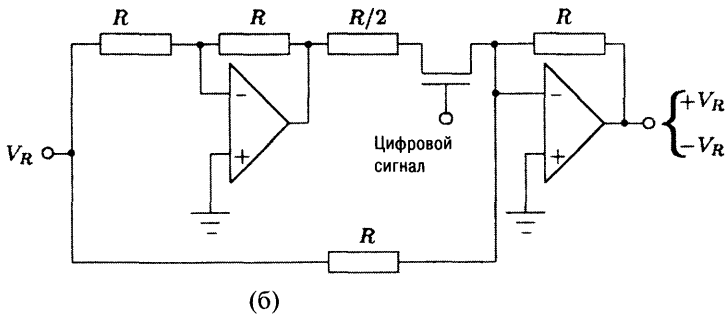 R
R
R/2
R
V_R
Цифровой
сигнал
+V_R
−V_R
R
(б)